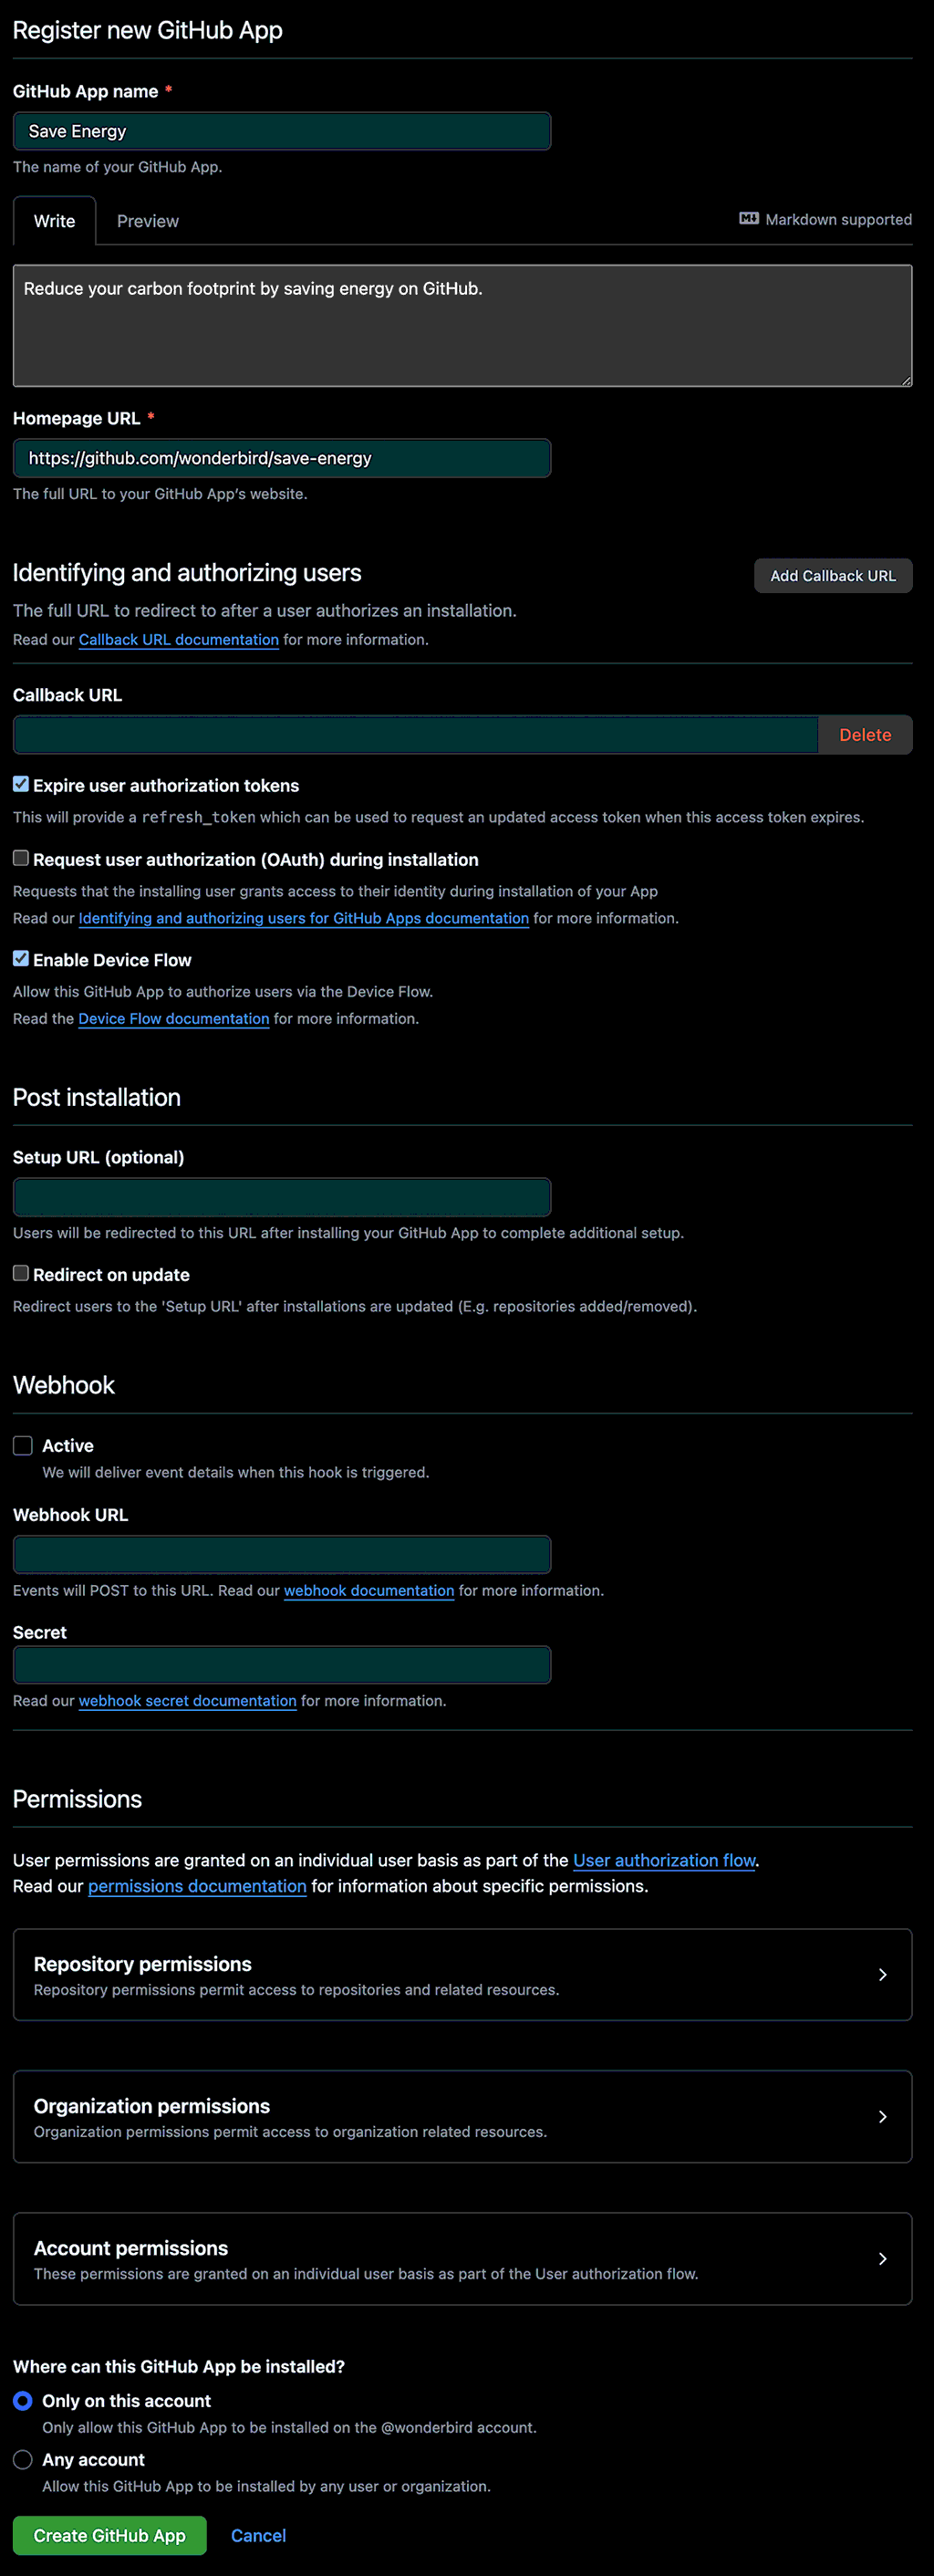 Register new GitHub App
GitHub App name *
Save Energy
The name of your GitHub App.
Write
Preview
Markdown supported
Reduce your carbon footprint by saving energy on GitHub.
Homepage URL *
https://github.com/wonderbird/save-energy
The full URL to your GitHub App’s website.
Identifying and authorizing users
Add Callback URL
The full URL to redirect to after a user authorizes an installation.
Read our Callback URL documentation for more information.
Callback URL
Delete
Expire user authorization tokens
This will provide a refresh_token which can be used to request an updated access token when this access token expires.
Request user authorization (OAuth) during installation
Requests that the installing user grants access to their identity during installation of your App
Read our Identifying and authorizing users for GitHub Apps documentation for more information.
Enable Device Flow
Allow this GitHub App to authorize users via the Device Flow.
Read the Device Flow documentation for more information.
Post installation
Setup URL (optional)
Users will be redirected to this URL after installing your GitHub App to complete additional setup.
Redirect on update
Redirect users to the 'Setup URL' after installations are updated (E.g. repositories added/removed).
Webhook
Active
We will deliver event details when this hook is triggered.
Webhook URL
Events will POST to this URL. Read our webhook documentation for more information.
Secret
Read our webhook secret documentation for more information.
Permissions
User permissions are granted on an individual user basis as part of the User authorization flow.
Read our permissions documentation for information about specific permissions.
Repository permissions
Repository permissions permit access to repositories and related resources.
Organization permissions
Organization permissions permit access to organization related resources.
Account permissions
These permissions are granted on an individual user basis as part of the User authorization flow.
Where can this GitHub App be installed?
Only on this account
Only allow this GitHub App to be installed on the @wonderbird account.
Any account
Allow this GitHub App to be installed by any user or organization.
Create GitHub App
Cancel